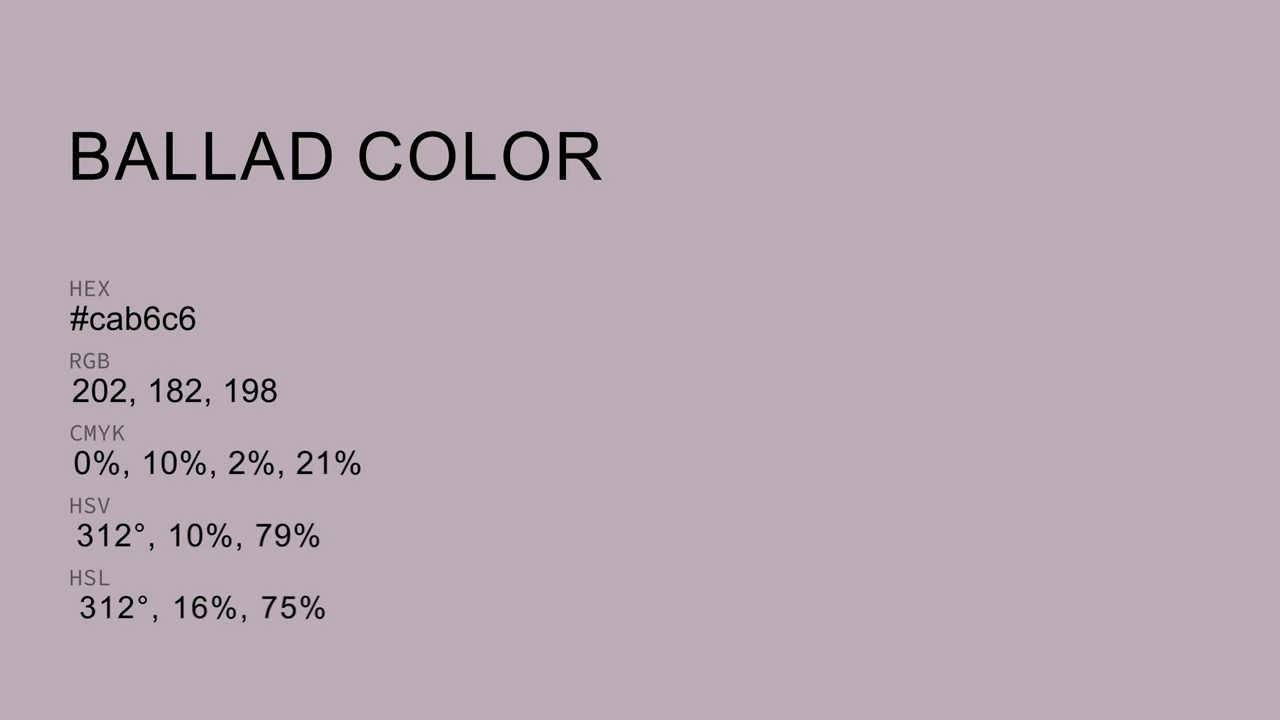 BALLAD COLOR
HEX
#cab6c6
RGB
202, 182, 198
CMYK
0%, 10%, 2%, 21%
HSV
312°, 10%, 79%
HSL
312°, 16%, 75%